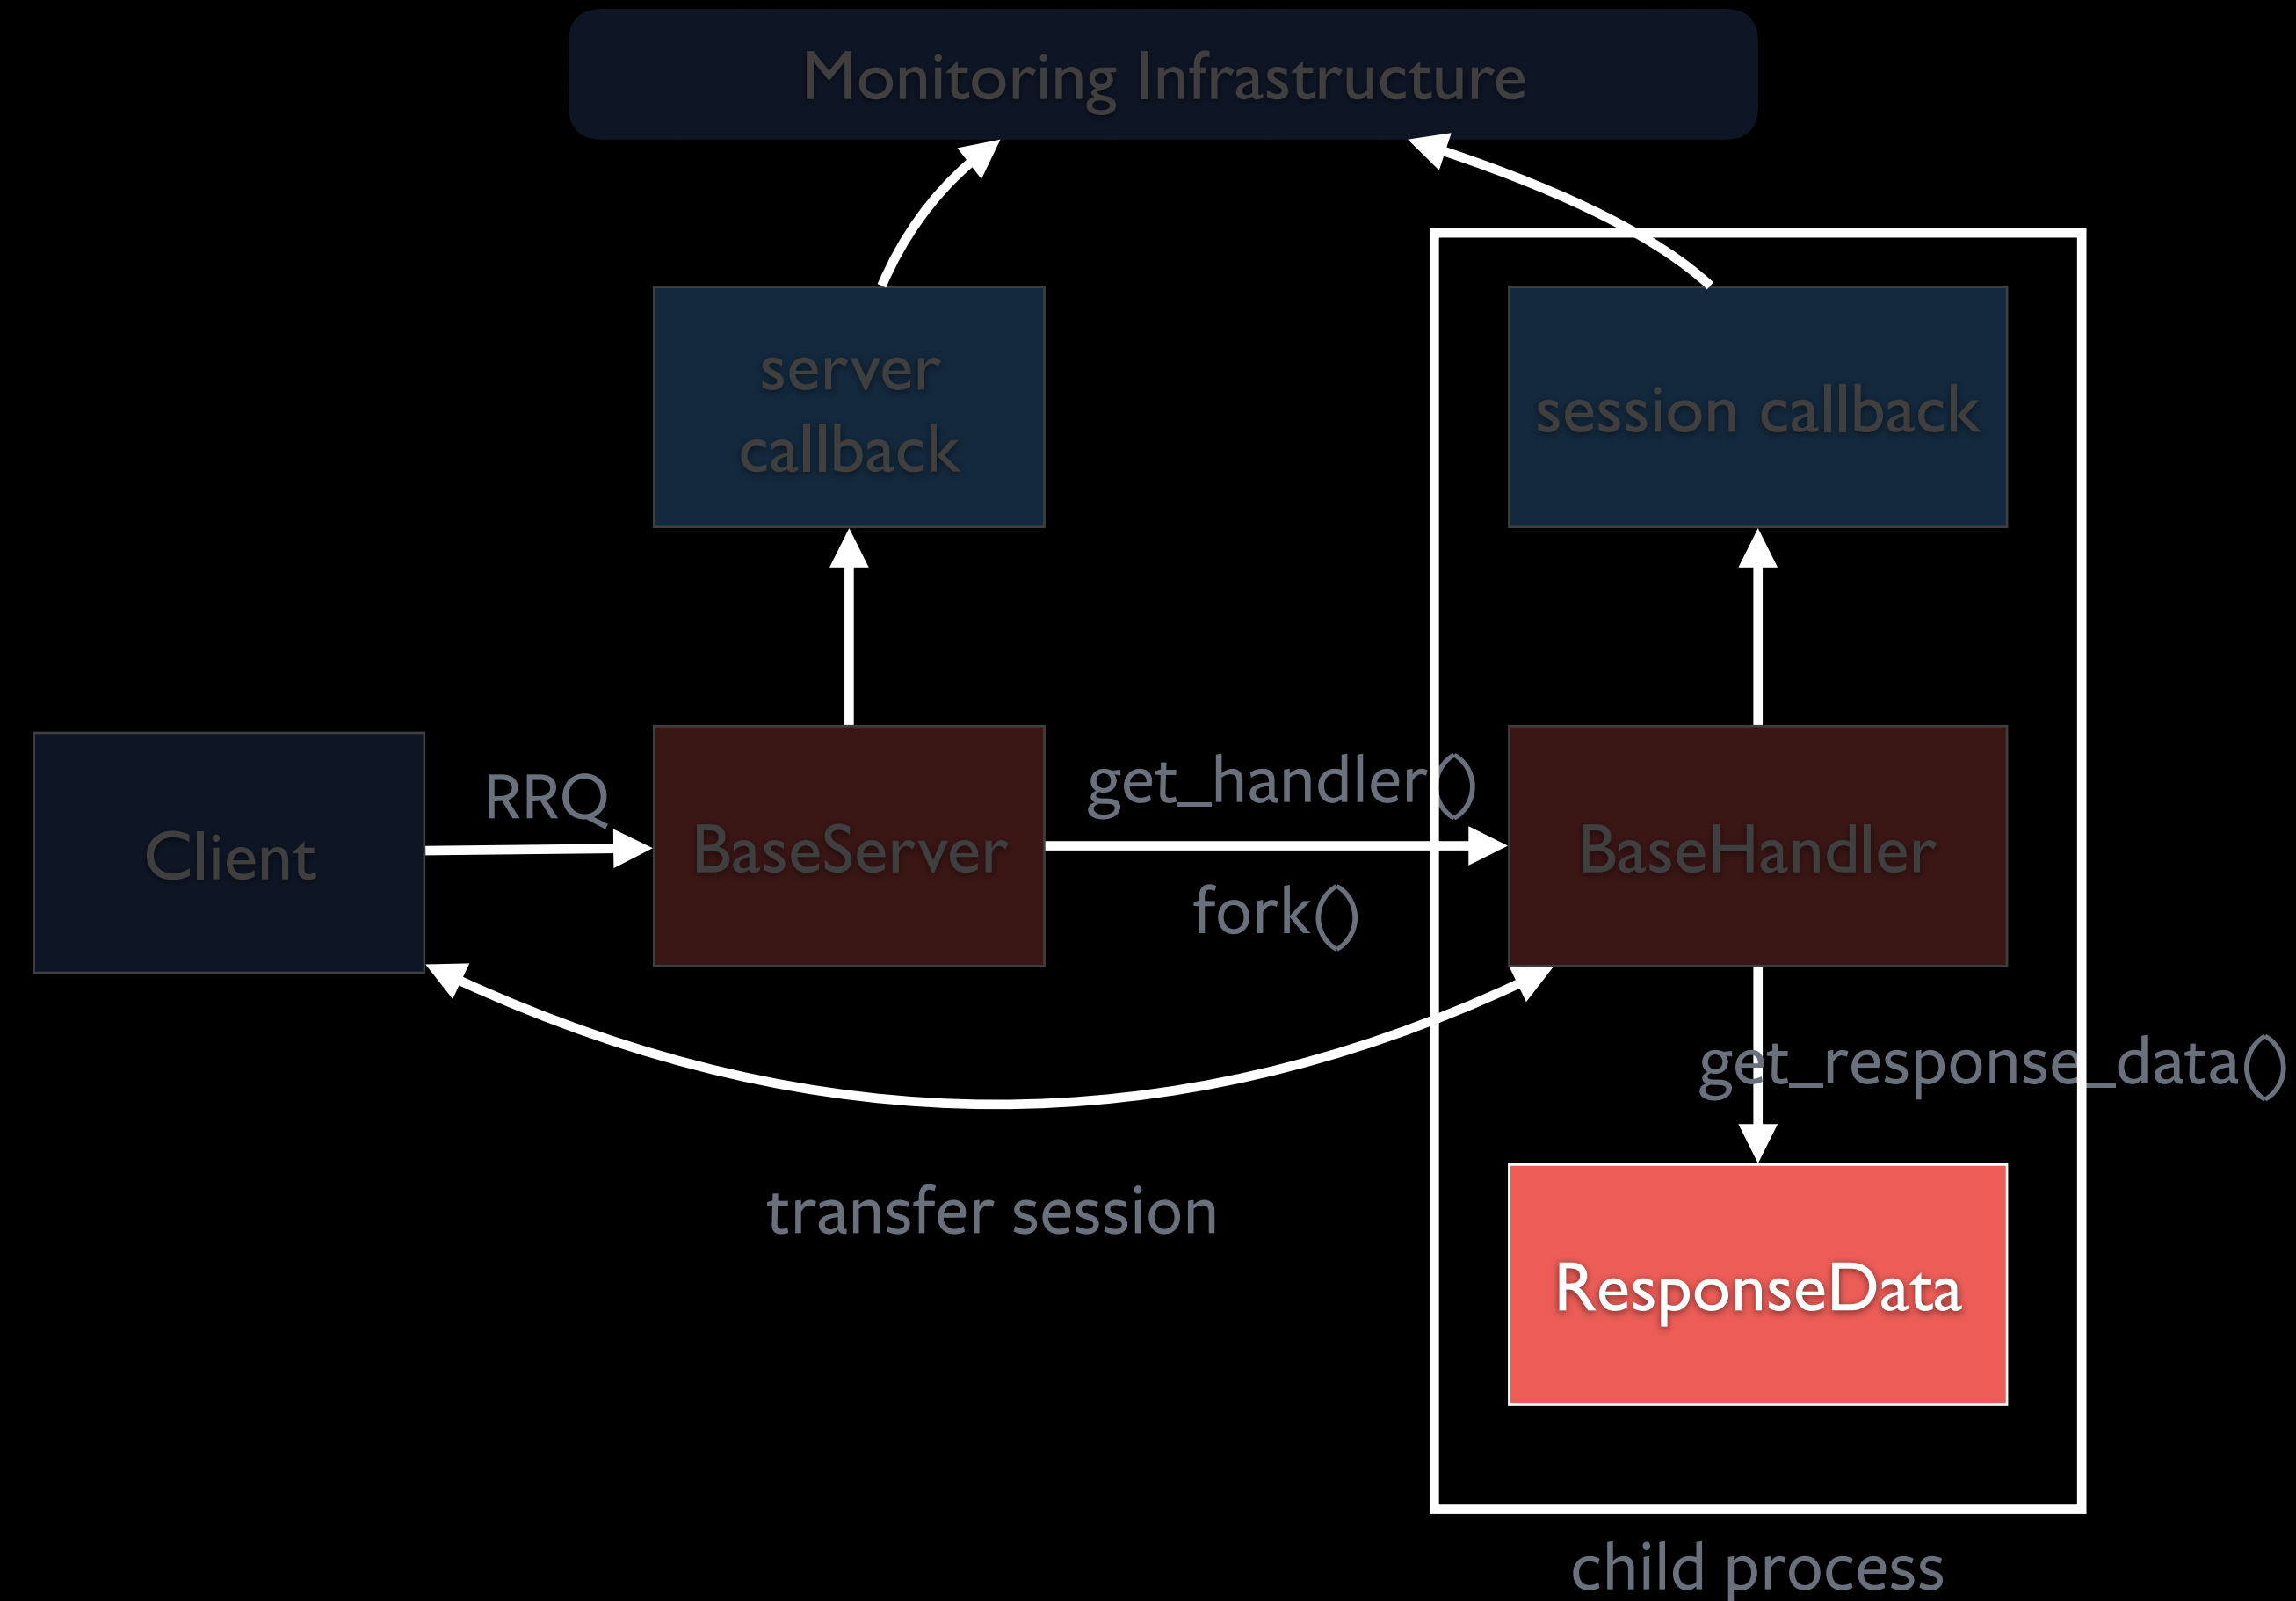 Monitoring Infrastructure
server
callback
session callback
Client
RRQ
BaseServer
get_handler()
fork()
BaseHandler
get_response_data()
transfer session
ResponseData
child process